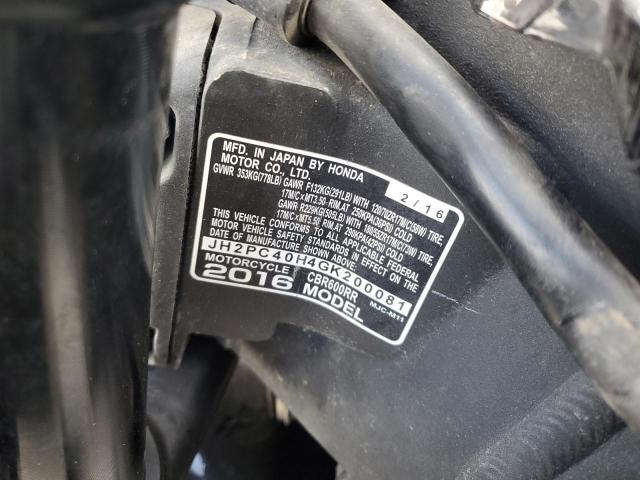 MFD. IN JAPAN BY HONDA
MOTOR CO., LTD.
2/16
GVWR 353KG(778LB) GAWR F132KG(291LB) WITH 120/70ZR17M/C(58W) TIRE,
17M/C×MT3.50-RIM,AT 250KPA(36PSI) COLD
GAWR R229KG(505LB) WITH 180/55ZR17M/C(73W) TIRE,
17M/C×MT5.50-RIM,AT 290KPA(42PSI) COLD
THIS VEHICLE CONFORMS TO ALL APPLICABLE FEDERAL
MOTOR VEHICLE SAFETY STANDARDS IN EFFECT ON THE
DATE OF MANUFACTURE SHOWN ABOVE.
JH2PC40H4GK200081
MOTORCYCLE CBR600RR MJC-M11
2016 MODEL